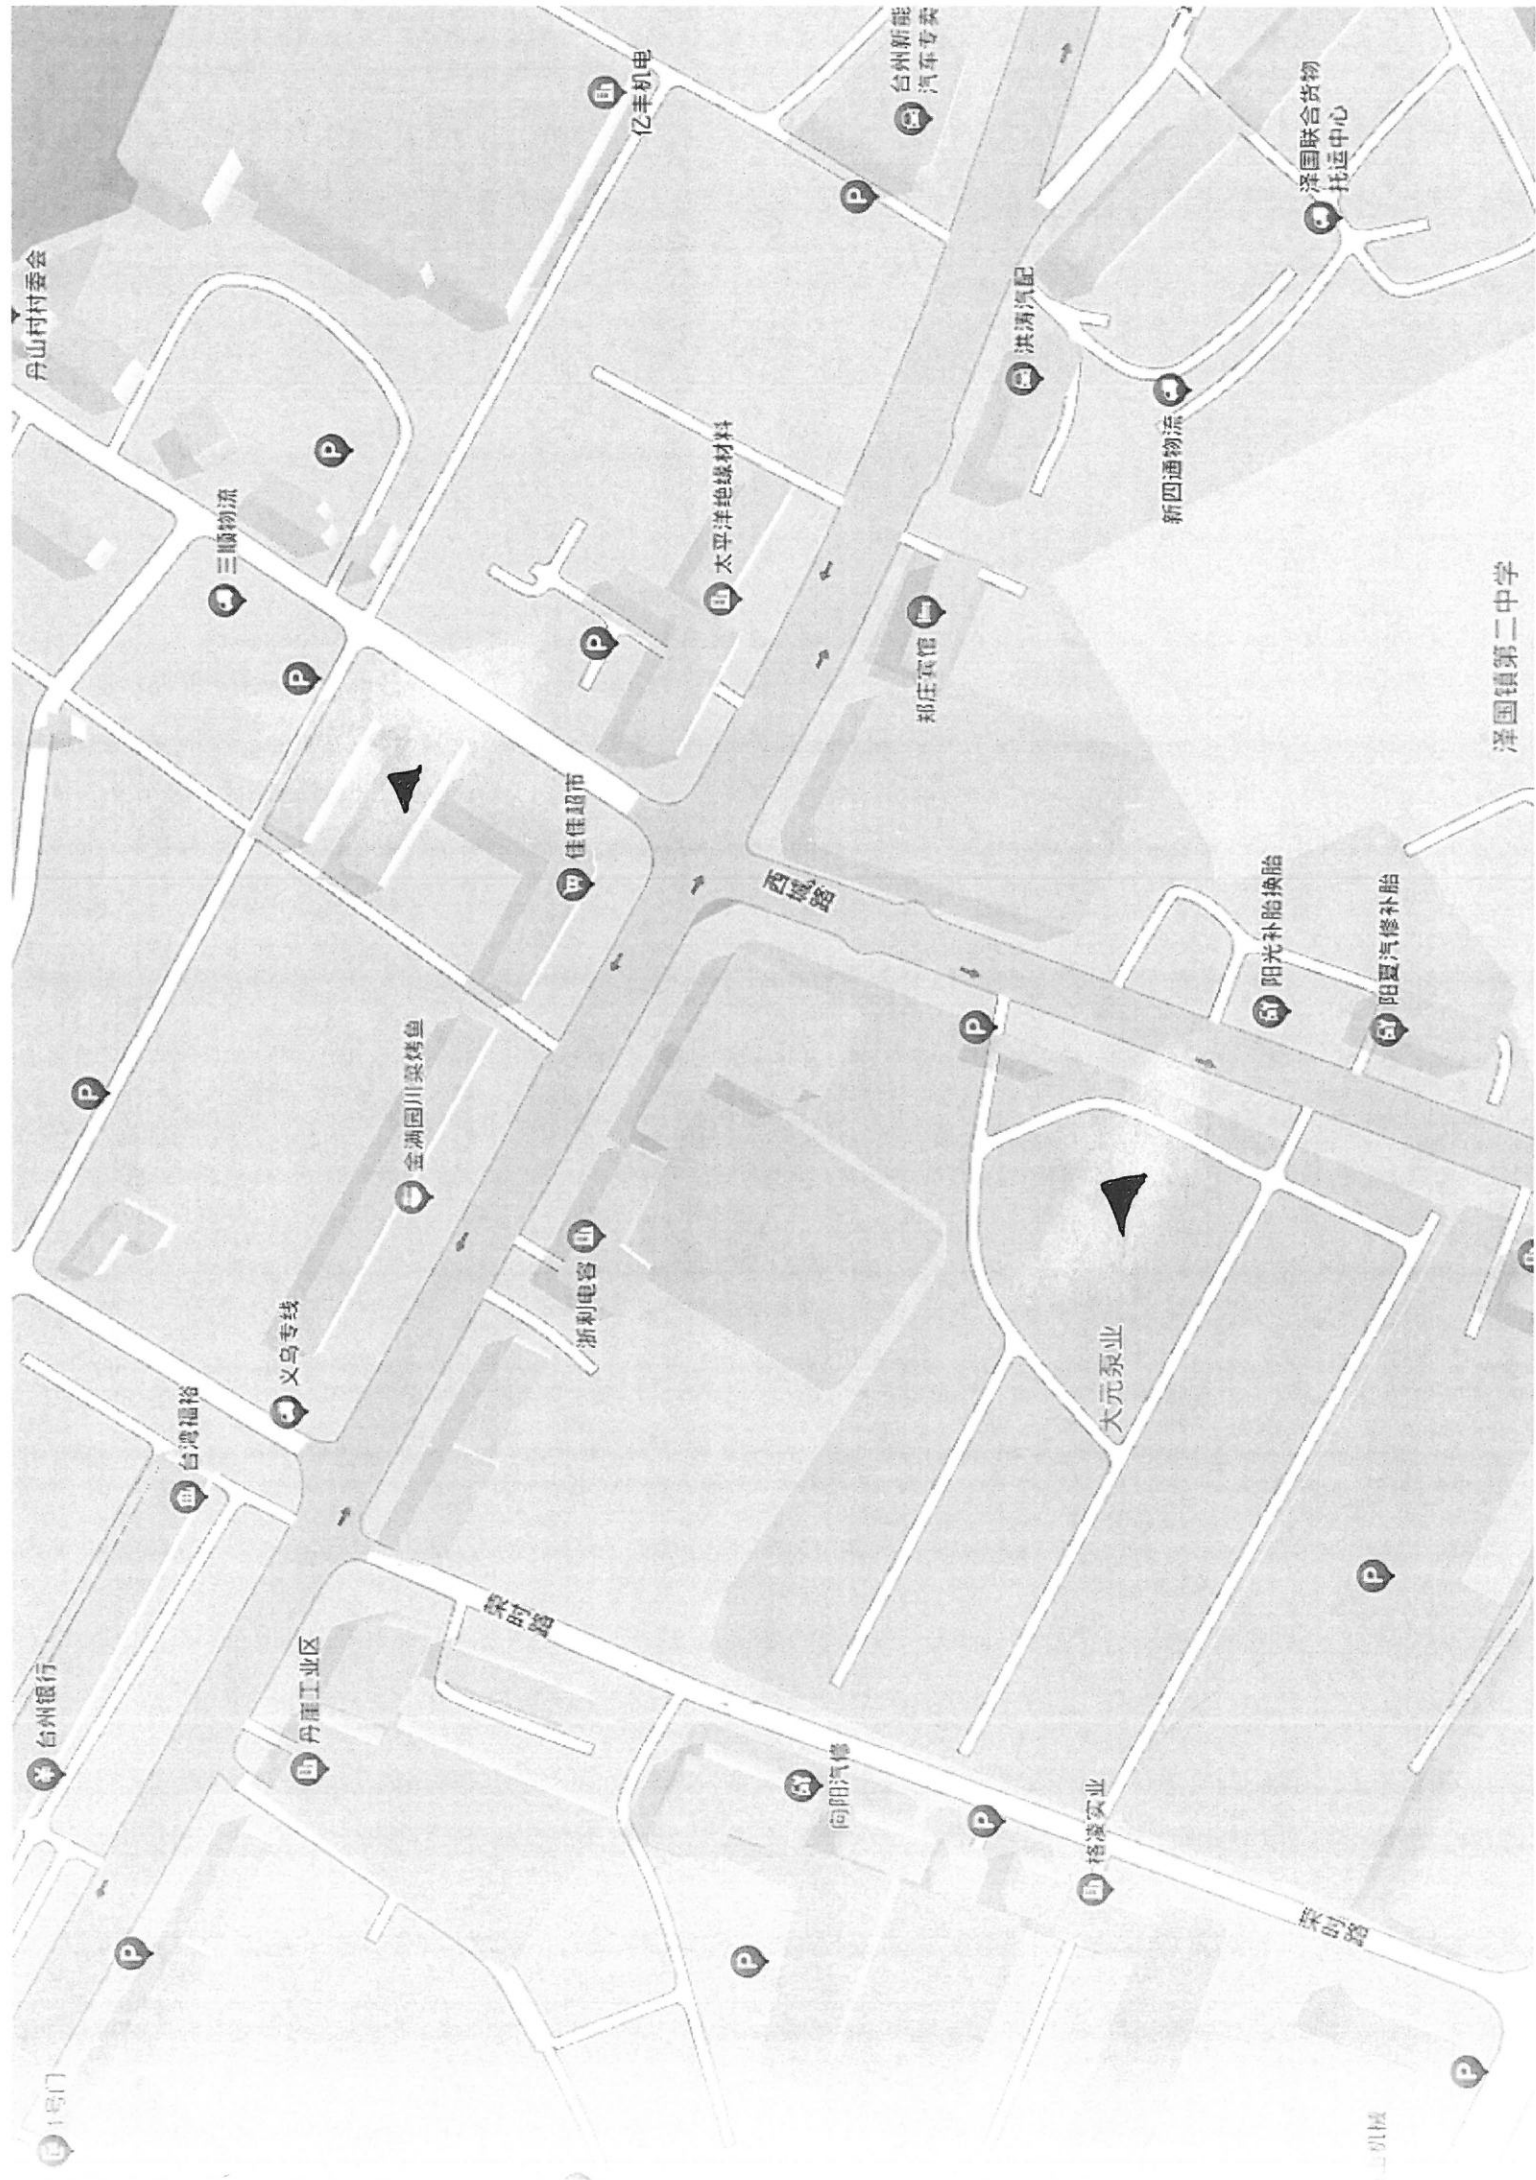 丹山村村委会
亿丰机电
台州新能
汽车专卖
泽国联合货物
托运中心
三顺物流
洪涛汽配
太平洋绝缘材料
新四通物流
郑庄宾馆
泽国镇第二中学
佳佳超市
西城路
阳光补胎换胎
阳夏汽修补胎
金满园川菜烤鱼
浙利电容
义乌专线
台湾福裕
大元泵业
荣时路
台州银行
丹崖工业区
向阳汽修
格凌实业
荣时路
1号门
机械
P
P
P
P
P
P
P
P
P
P
P
P